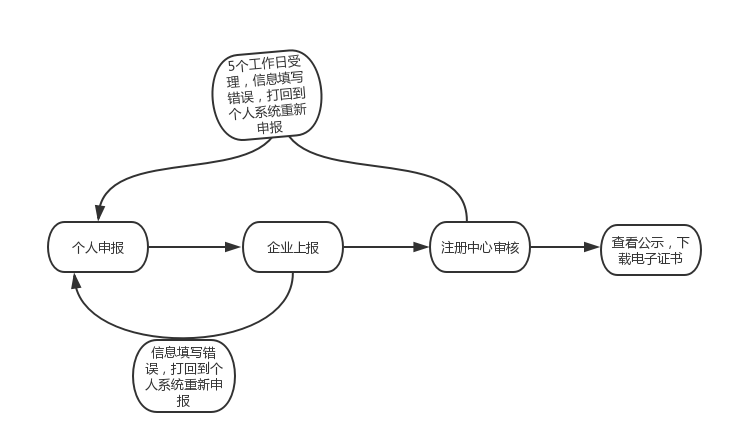 5个工作日受
理，信息填写
错误，打回到
个人系统重新
申报
个人申报
企业上报
注册中心审核
查看公示，下
载电子证书
信息填写错
误，打回到个
人系统重新申
报